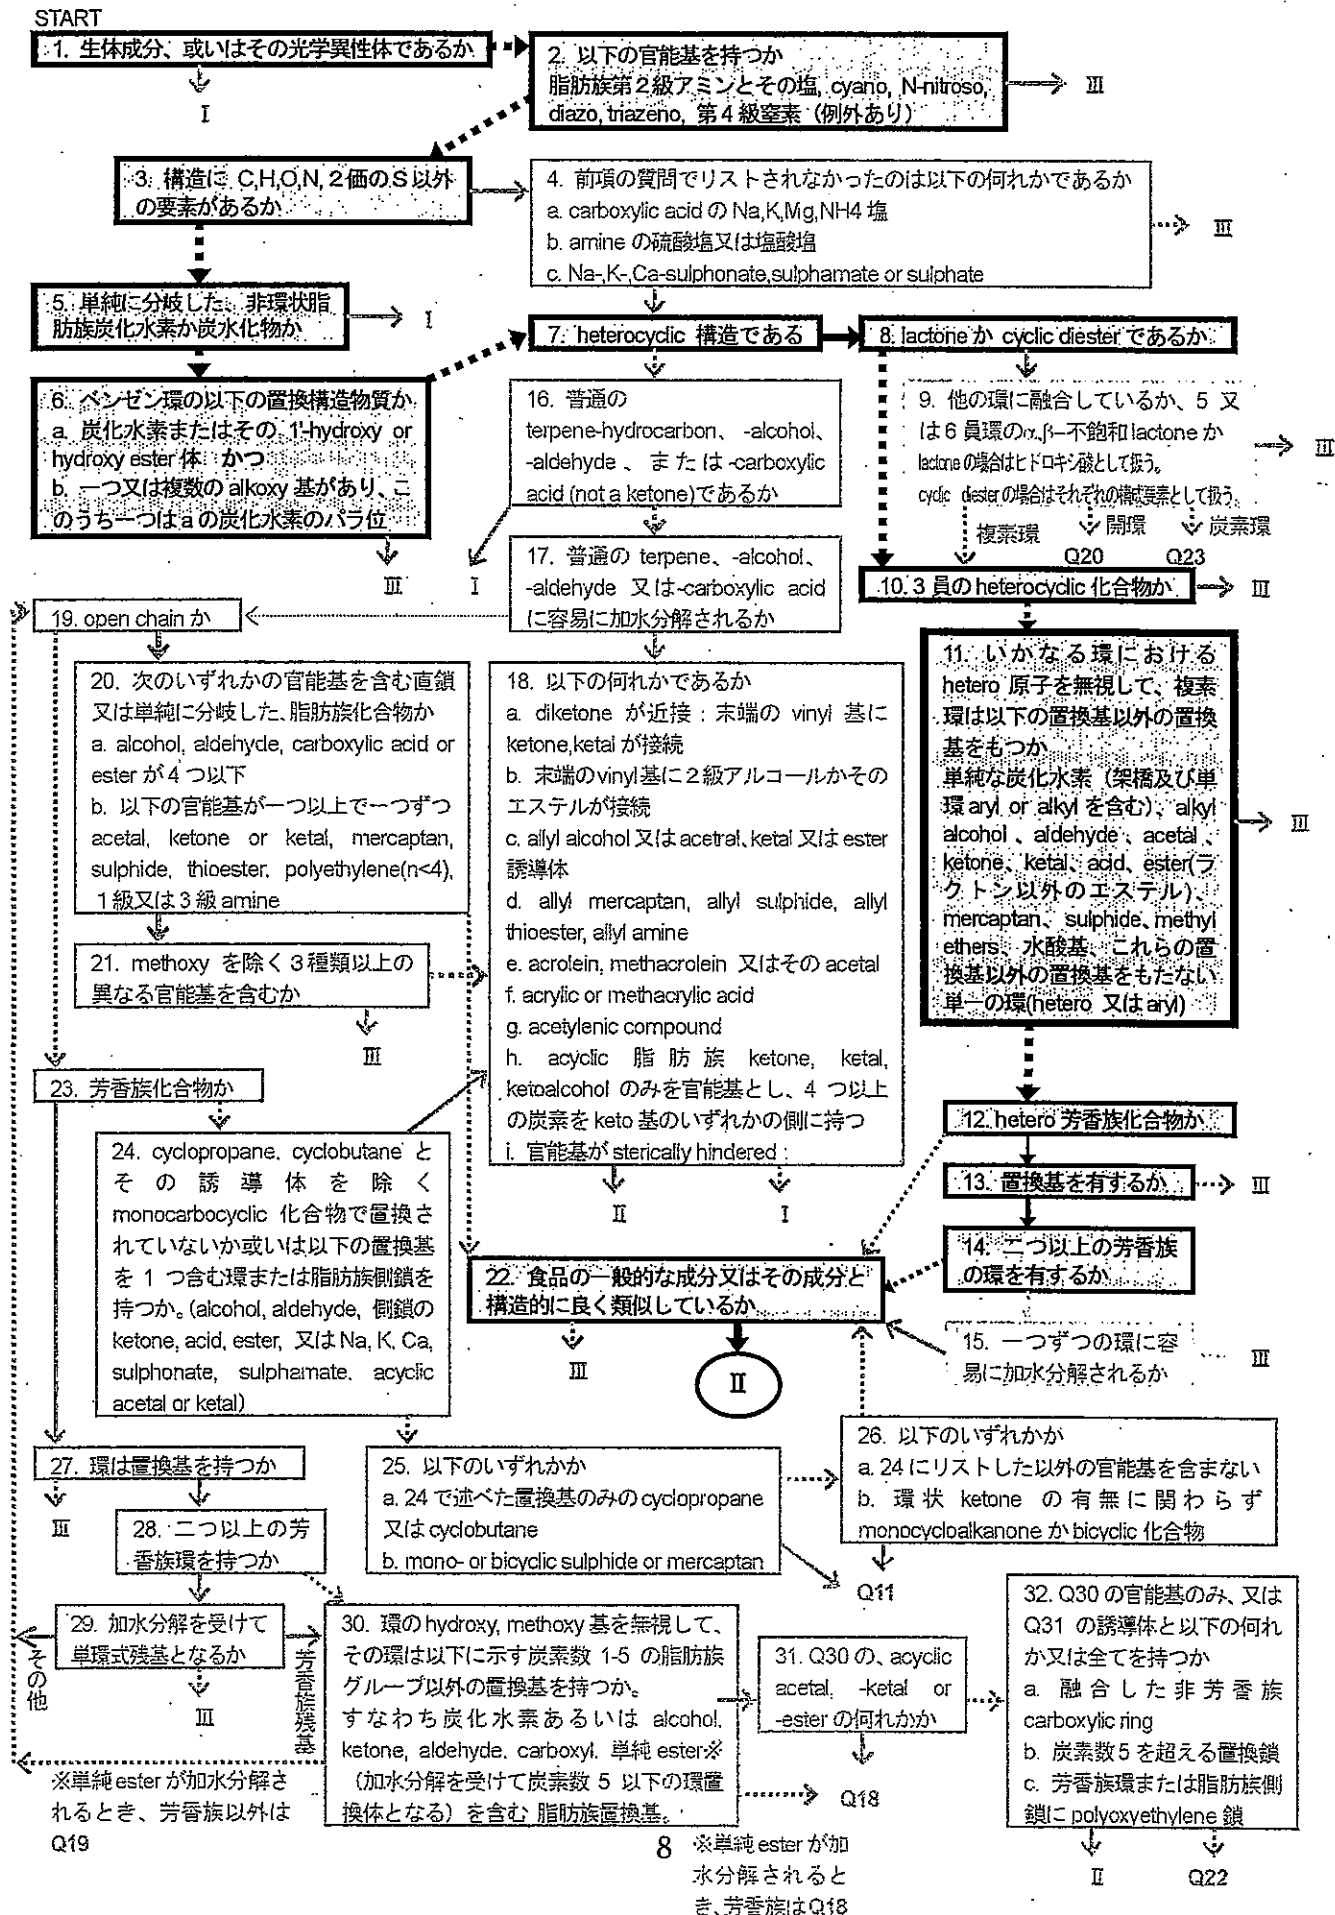 START
1. 生体成分、或いはその光学異性体であるか
I
2. 以下の官能基を持つか
脂肪族第2級アミンとその塩, cyano, N-nitroso,
diazo, triazeno, 第4級窒素（例外あり）
III
3. 構造に C,H,O,N, 2価のS以外
の要素があるか
4. 前項の質問でリストされなかったのは以下の何れかであるか
a. carboxylic acid の Na,K,Mg,NH4 塩
b. amine の硫酸塩又は塩酸塩
c. Na-,K-,Ca-sulphonate,sulphamate or sulphate
III
5. 単純に分岐した、非環状脂
肪族炭化水素か炭水化物か
I
6. ベンゼン環の以下の置換構造物質か
a. 炭化水素またはその 1'-hydroxy or
hydroxy ester 体 かつ
b. 一つ又は複数の alkoxy 基があり、こ
のうち一つは a の炭化水素のパラ位
III
7. heterocyclic 構造である
8. lactone か cyclic diester であるか
9. 他の環に融合しているか、5 又
は 6 員環のα,β−不飽和 lactone か
lactone の場合はヒドロキシ酸として扱う。
cyclic diester の場合はそれぞれの構成要素として扱う。
III
複素環
開環
炭素環
Q20
Q23
10. 3 員の heterocyclic 化合物か
III
16. 普通の
terpene-hydrocarbon、 -alcohol、
-aldehyde 、または-carboxylic
acid (not a ketone)であるか
I
17. 普通の terpene、-alcohol、
-aldehyde 又は-carboxylic acid
に容易に加水分解されるか
19. open chain か
20. 次のいずれかの官能基を含む直鎖
又は単純に分岐した、脂肪族化合物か
a. alcohol, aldehyde, carboxylic acid or
ester が 4 つ以下
b. 以下の官能基が一つ以上で一つずつ
acetal, ketone or ketal, mercaptan,
sulphide, thioester, polyethylene(n<4),
1級又は3級 amine
21. methoxy を除く3種類以上の
異なる官能基を含むか
III
18. 以下の何れかであるか
a. diketone が近接 : 末端の vinyl 基に
ketone,ketal が接続
b. 末端のvinyl基に2級アルコールかその
エステルが接続
c. allyl alcohol 又は acetral, ketal 又は ester
誘導体
d. allyl mercaptan, allyl sulphide, allyl
thioester, allyl amine
e. acrolein, methacrolein 又はその acetal
f. acrylic or methacrylic acid
g. acetylenic compound
h. acyclic 脂肪族 ketone, ketal,
ketoalcohol のみを官能基とし、4 つ以上
の炭素を keto 基のいずれかの側に持つ
i. 官能基が sterically hindered :
II
I
11. いかなる環における
hetero 原子を無視して、複素
環は以下の置換基以外の置換
基をもつか
単純な炭化水素（架橋及び単
環 aryl or alkyl を含む）、alkyl
alcohol 、aldehyde 、acetal 、
ketone、ketal、acid、ester(ラ
クトン以外のエステル)、
mercaptan、 sulphide、methyl
ethers、水酸基、これらの置
換基以外の置換基をもたない
単一の環(hetero 又は aryl)
III
12. hetero 芳香族化合物か
13. 置換基を有するか
III
14. 二つ以上の芳香族
の環を有するか
15. 一つずつの環に容
易に加水分解されるか
III
22. 食品の一般的な成分又はその成分と
構造的に良く類似しているか
III
II
23. 芳香族化合物か
24. cyclopropane, cyclobutane と
その誘導体を除く
monocarbocyclic 化合物で置換さ
れていないか或いは以下の置換基
を 1 つ含む環または脂肪族側鎖を
持つか。(alcohol, aldehyde, 側鎖の
ketone, acid, ester, 又は Na, K, Ca,
sulphonate, sulphamate, acyclic
acetal or ketal)
25. 以下のいずれかか
a. 24 で述べた置換基のみの cyclopropane
又は cyclobutane
b. mono- or bicyclic sulphide or mercaptan
26. 以下のいずれかか
a. 24 にリストした以外の官能基を含まない
b. 環状 ketone の有無に関わらず
monocycloalkanone か bicyclic 化合物
Q11
27. 環は置換基を持つか
III
28. 二つ以上の芳
香族環を持つか
29. 加水分解を受けて
単環式残基となるか
その他
芳香族残基
III
※単純 ester が加水分解さ
れるとき、芳香族以外は
Q19
30. 環の hydroxy, methoxy 基を無視して、
その環は以下に示す炭素数 1-5 の脂肪族
グループ以外の置換基を持つか。
すなわち炭化水素あるいは alcohol,
ketone, aldehyde, carboxyl, 単純 ester※
（加水分解を受けて炭素数 5 以下の環置
換体となる）を含む 脂肪族置換基。
31. Q30 の、acyclic
acetal, -ketal or
-ester の何れかか
Q18
32. Q30 の官能基のみ、又は
Q31 の誘導体と以下の何れ
か又は全てを持つか
a. 融合した非芳香族
carboxylic ring
b. 炭素数 5 を超える置換鎖
c. 芳香族環または脂肪族側
鎖に polyoxyethylene 鎖
II
Q22
8
※単純 ester が加
水分解されると
き、芳香族はQ18